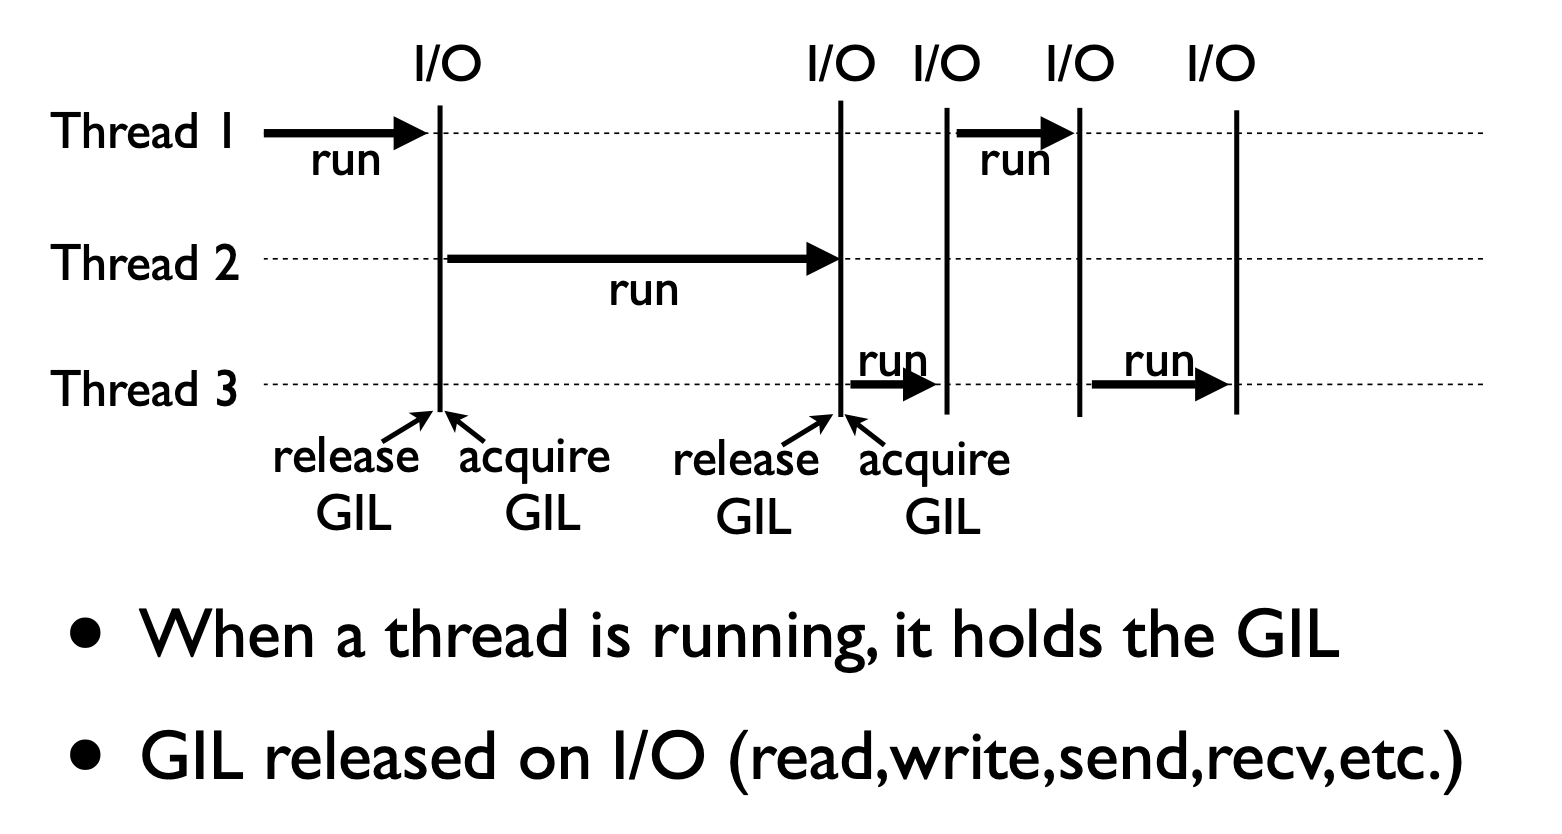 I/O I/O I/O I/O I/O
Thread 1
run run
Thread 2
run
run run
Thread 3
release acquire release acquire
GIL GIL GIL GIL
• When a thread is running, it holds the GIL
• GIL released on I/O (read,write,send,recv,etc.)